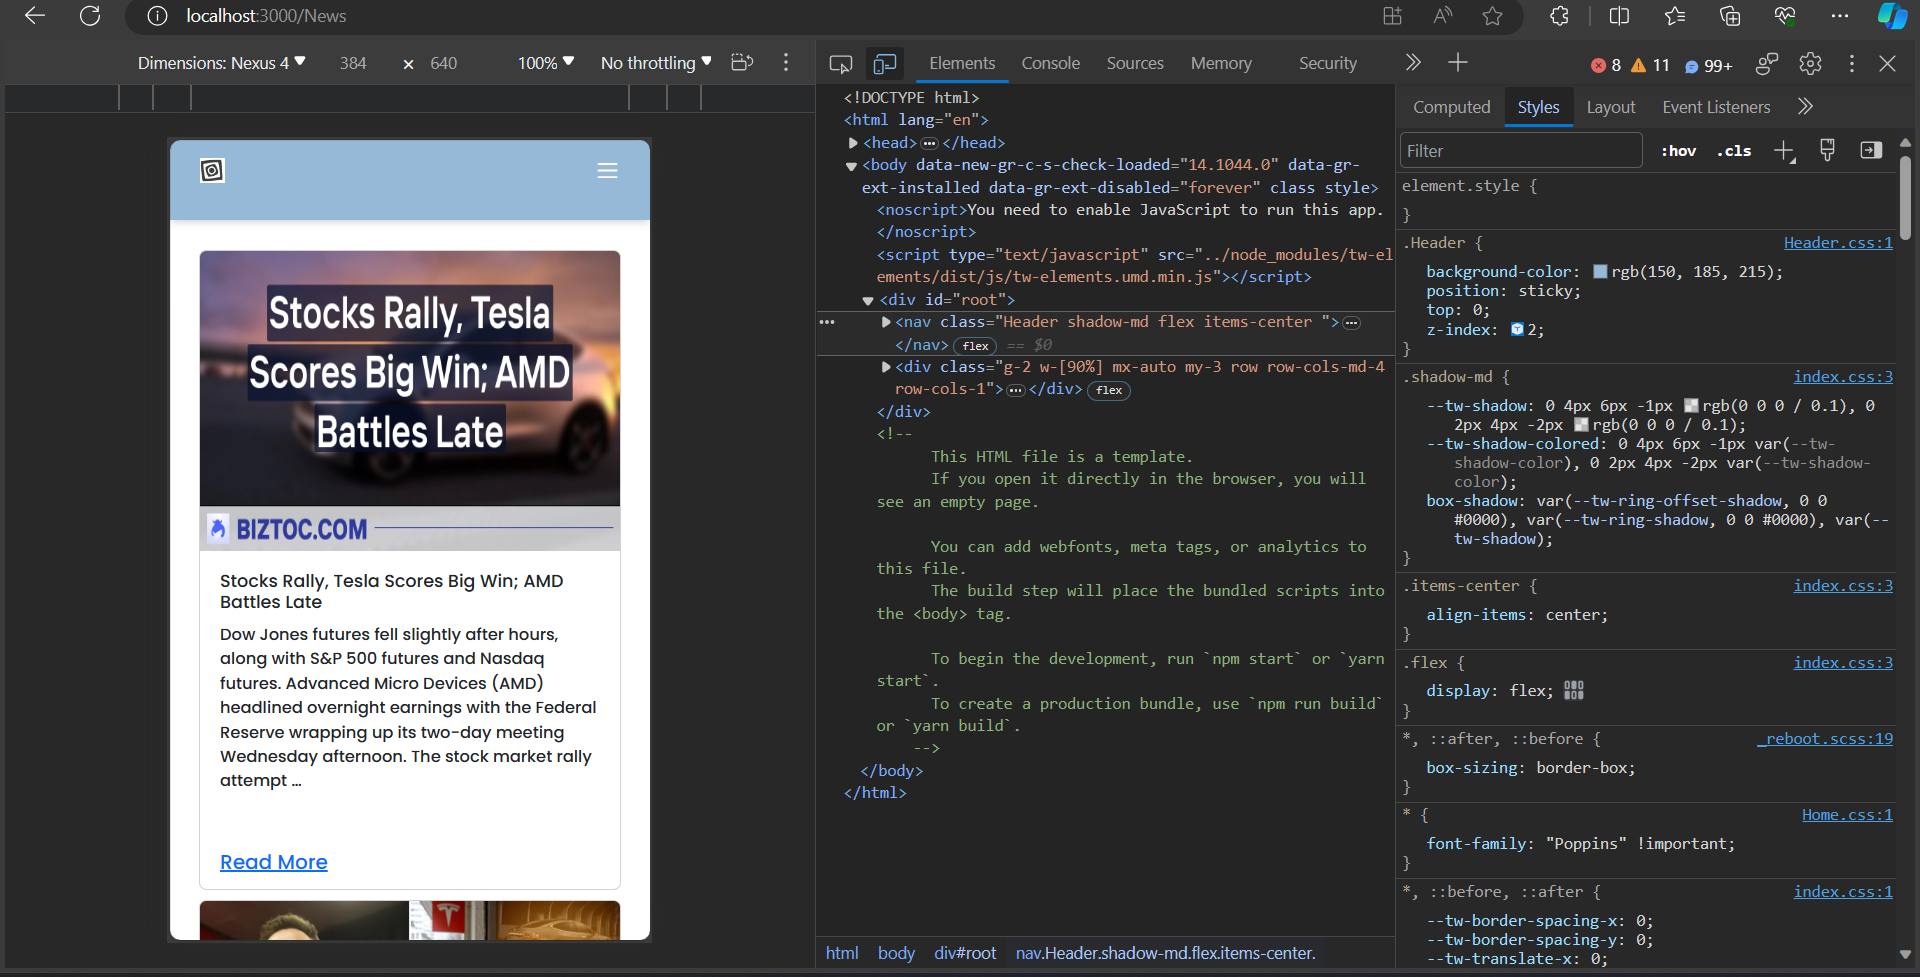 localhost:3000/News
Dimensions: Nexus 4 384 × 640 100% No throttling
Stocks Rally, Tesla
Scores Big Win; AMD
Battles Late
BIZTOC.COM
Stocks Rally, Tesla Scores Big Win; AMD
Battles Late
Dow Jones futures fell slightly after hours,
along with S&P 500 futures and Nasdaq
futures. Advanced Micro Devices (AMD)
headlined overnight earnings with the Federal
Reserve wrapping up its two-day meeting
Wednesday afternoon. The stock market rally
attempt ...
Read More
Elements Console Sources Memory Security
8 11 99+
<!DOCTYPE html>
<html lang="en">
<head>…</head>
<body data-new-gr-c-s-check-loaded="14.1044.0" data-gr-
ext-installed data-gr-ext-disabled="forever" class style>
<noscript>You need to enable JavaScript to run this app.
</noscript>
<script type="text/javascript" src="../node_modules/tw-el
ements/dist/js/tw-elements.umd.min.js"></script>
<div id="root">
<nav class="Header shadow-md flex items-center ">…
</nav> flex == $0
<div class="g-2 w-[90%] mx-auto my-3 row row-cols-md-4
row-cols-1">…</div> flex
</div>
<!--
This HTML file is a template.
If you open it directly in the browser, you will
see an empty page.
You can add webfonts, meta tags, or analytics to
this file.
The build step will place the bundled scripts into
the <body> tag.
To begin the development, run `npm start` or `yarn
start`.
To create a production bundle, use `npm run build`
or `yarn build`.
-->
</body>
</html>
html body div#root nav.Header.shadow-md.flex.items-center.
Computed Styles Layout Event Listeners
Filter :hov .cls
element.style {
}
.Header { Header.css:1
background-color: rgb(150, 185, 215);
position: sticky;
top: 0;
z-index: 2;
}
.shadow-md { index.css:3
--tw-shadow: 0 4px 6px -1px rgb(0 0 0 / 0.1), 0
2px 4px -2px rgb(0 0 0 / 0.1);
--tw-shadow-colored: 0 4px 6px -1px var(--tw-
shadow-color), 0 2px 4px -2px var(--tw-shadow-
color);
box-shadow: var(--tw-ring-offset-shadow, 0 0
#0000), var(--tw-ring-shadow, 0 0 #0000), var(--
tw-shadow);
}
.items-center { index.css:3
align-items: center;
}
.flex { index.css:3
display: flex;
}
*, ::after, ::before { _reboot.scss:19
box-sizing: border-box;
}
* { Home.css:1
font-family: "Poppins" !important;
}
*, ::before, ::after { index.css:1
--tw-border-spacing-x: 0;
--tw-border-spacing-y: 0;
--tw-translate-x: 0;